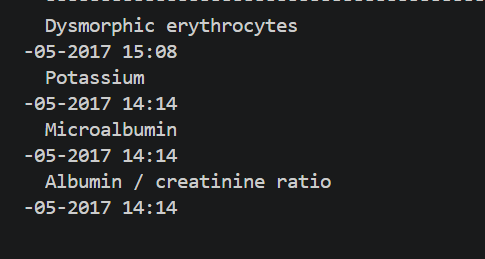 Dysmorphic erythrocytes
-05-2017 15:08
Potassium
-05-2017 14:14
Microalbumin
-05-2017 14:14
Albumin / creatinine ratio
-05-2017 14:14